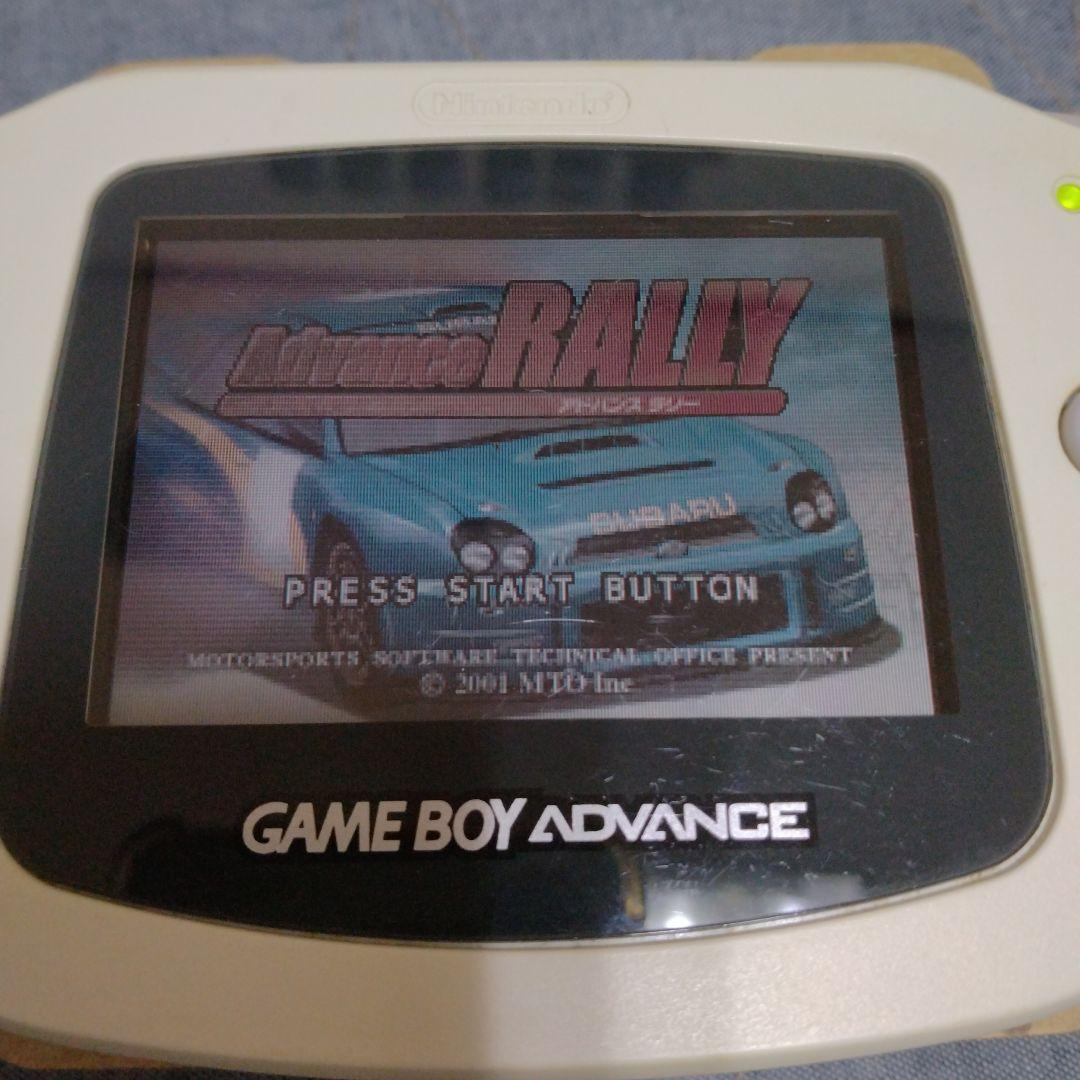 Nintendo
Advance RALLY
アドバンス ラリー
SUBARU
PRESS START BUTTON
MOTORSPORTS SOFTWARE TECHNICAL OFFICE PRESENT
© 2001 MTO Inc
GAME BOY ADVANCE